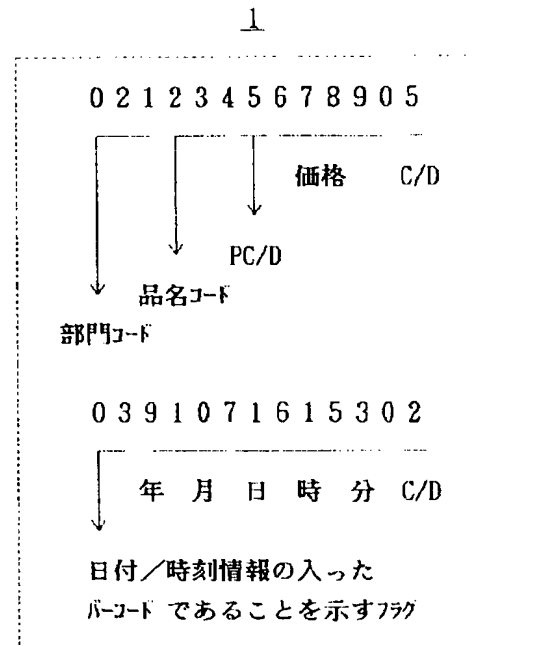 1
0 2 1 2 3 4 5 6 7 8 9 0 5
価格 C/D
PC/D
品名ｺｰﾄﾞ
部門ｺｰﾄﾞ
0 3 9 1 0 7 1 6 1 5 3 0 2
年 月 日 時 分 C/D
日付／時刻情報の入った
ﾊﾞｰｺｰﾄﾞ であることを示すﾌﾗｸﾞ